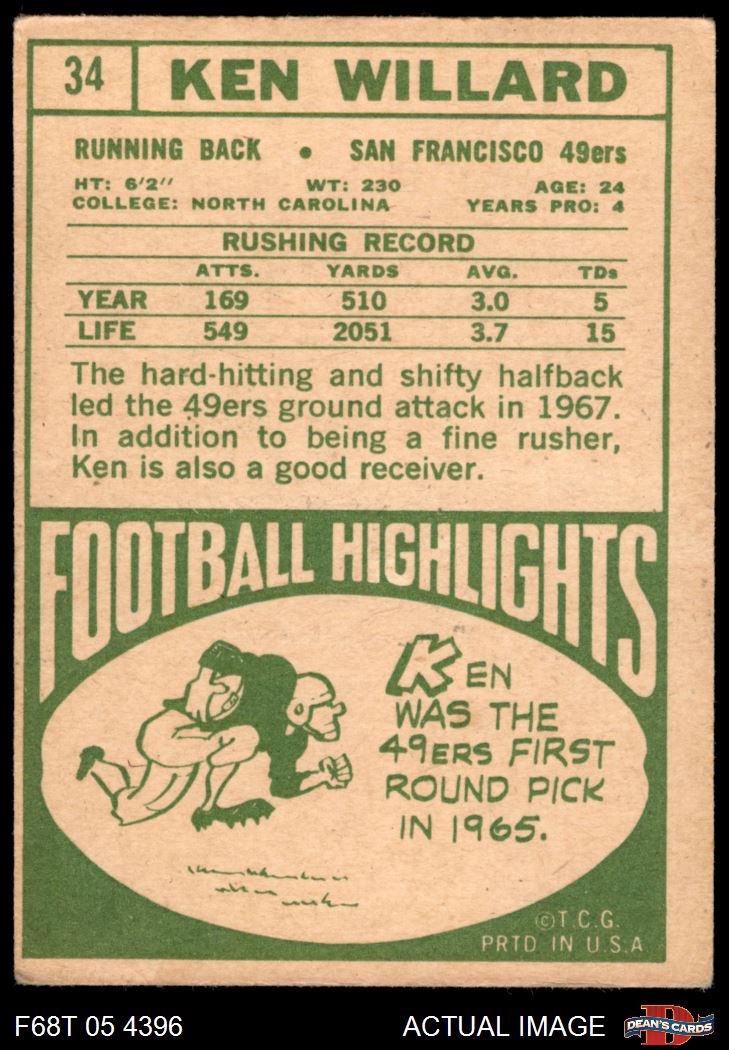 34 KEN WILLARD
RUNNING BACK • SAN FRANCISCO 49ers
HT: 6'2" WT: 230 AGE: 24
COLLEGE: NORTH CAROLINA YEARS PRO: 4
RUSHING RECORD
ATTS. YARDS AVG. TDs
YEAR 169 510 3.0 5
LIFE 549 2051 3.7 15
The hard-hitting and shifty halfback
led the 49ers ground attack in 1967.
In addition to being a fine rusher,
Ken is also a good receiver.
FOOTBALL HIGHLIGHTS
KEN
WAS THE
49ERS FIRST
ROUND PICK
IN 1965.
©T.C.G.
PRTD IN U.S.A
F68T 05 4396 ACTUAL IMAGE D DEAN'S CARDS